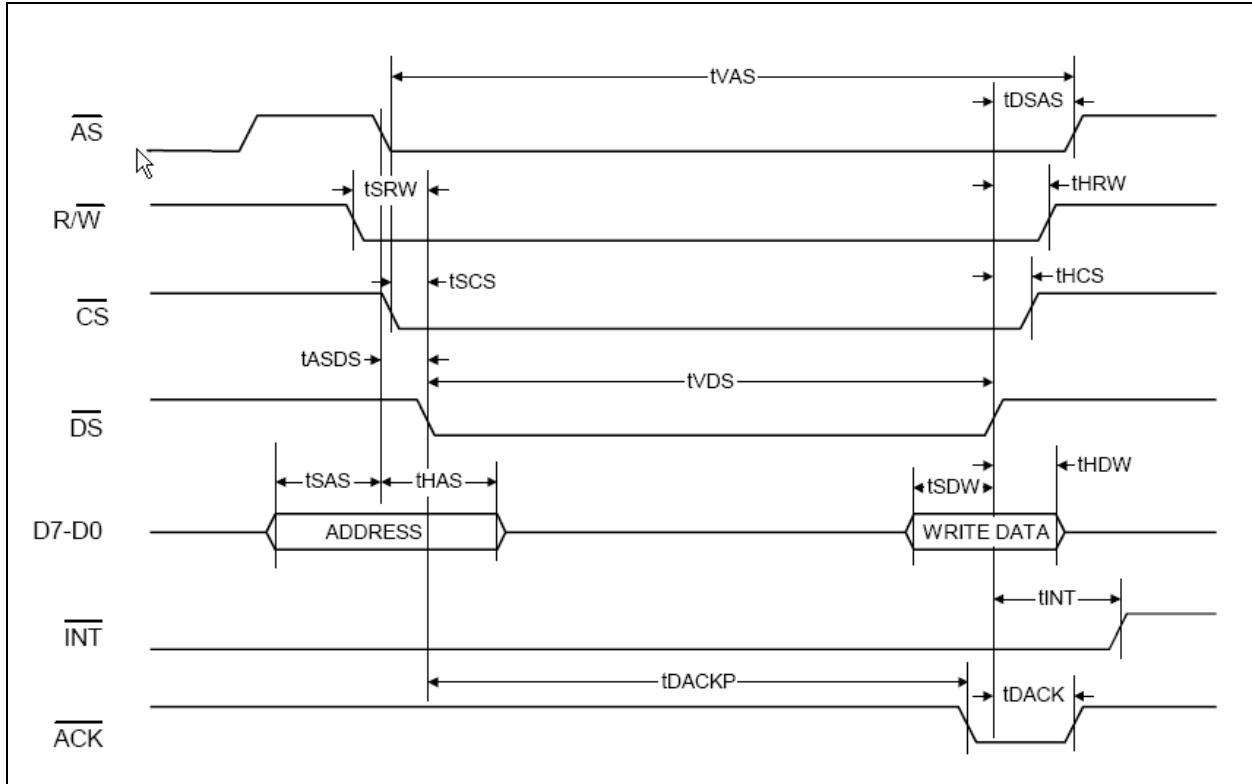 tVAS
tDSAS
AS
tSRW
tHRW
R/W
tSCS
tHCS
CS
tASDS
tVDS
DS
tSAS
tHAS
tSDW
tHDW
D7-D0
ADDRESS
WRITE DATA
tINT
INT
tDACKP
tDACK
ACK